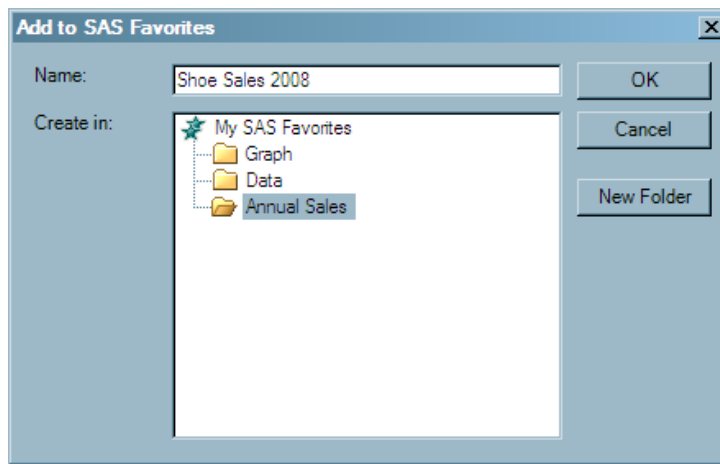 Add to SAS Favorites
Name:
Shoe Sales 2008
OK
Create in:
My SAS Favorites
Cancel
Graph
Data
New Folder
Annual Sales